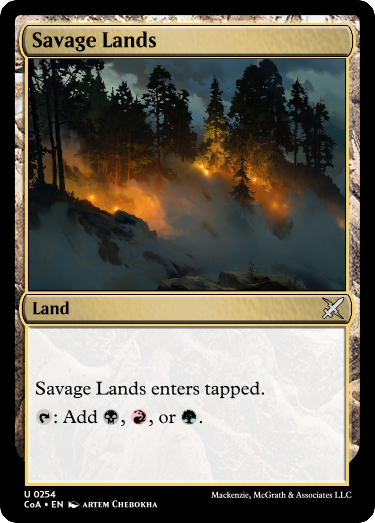 Savage Lands
Land
Savage Lands enters tapped.
: Add , , or .
U 0254
CoA • EN ARTEM CHEBOKHA
Mackenzie, McGrath & Associates LLC